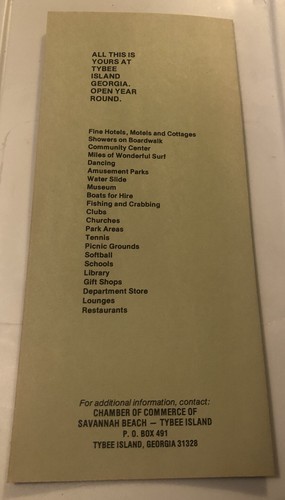 ALL THIS IS
YOURS AT
TYBEE
ISLAND
GEORGIA.
OPEN YEAR
ROUND.
Fine Hotels, Motels and Cottages
Showers on Boardwalk
Community Center
Miles of Wonderful Surf
Dancing
Amusement Parks
Water Slide
Museum
Boats for Hire
Fishing and Crabbing
Clubs
Churches
Park Areas
Tennis
Picnic Grounds
Softball
Schools
Library
Gift Shops
Department Store
Lounges
Restaurants
For additional information, contact:
CHAMBER OF COMMERCE OF
SAVANNAH BEACH — TYBEE ISLAND
P. O. BOX 491
TYBEE ISLAND, GEORGIA 31328